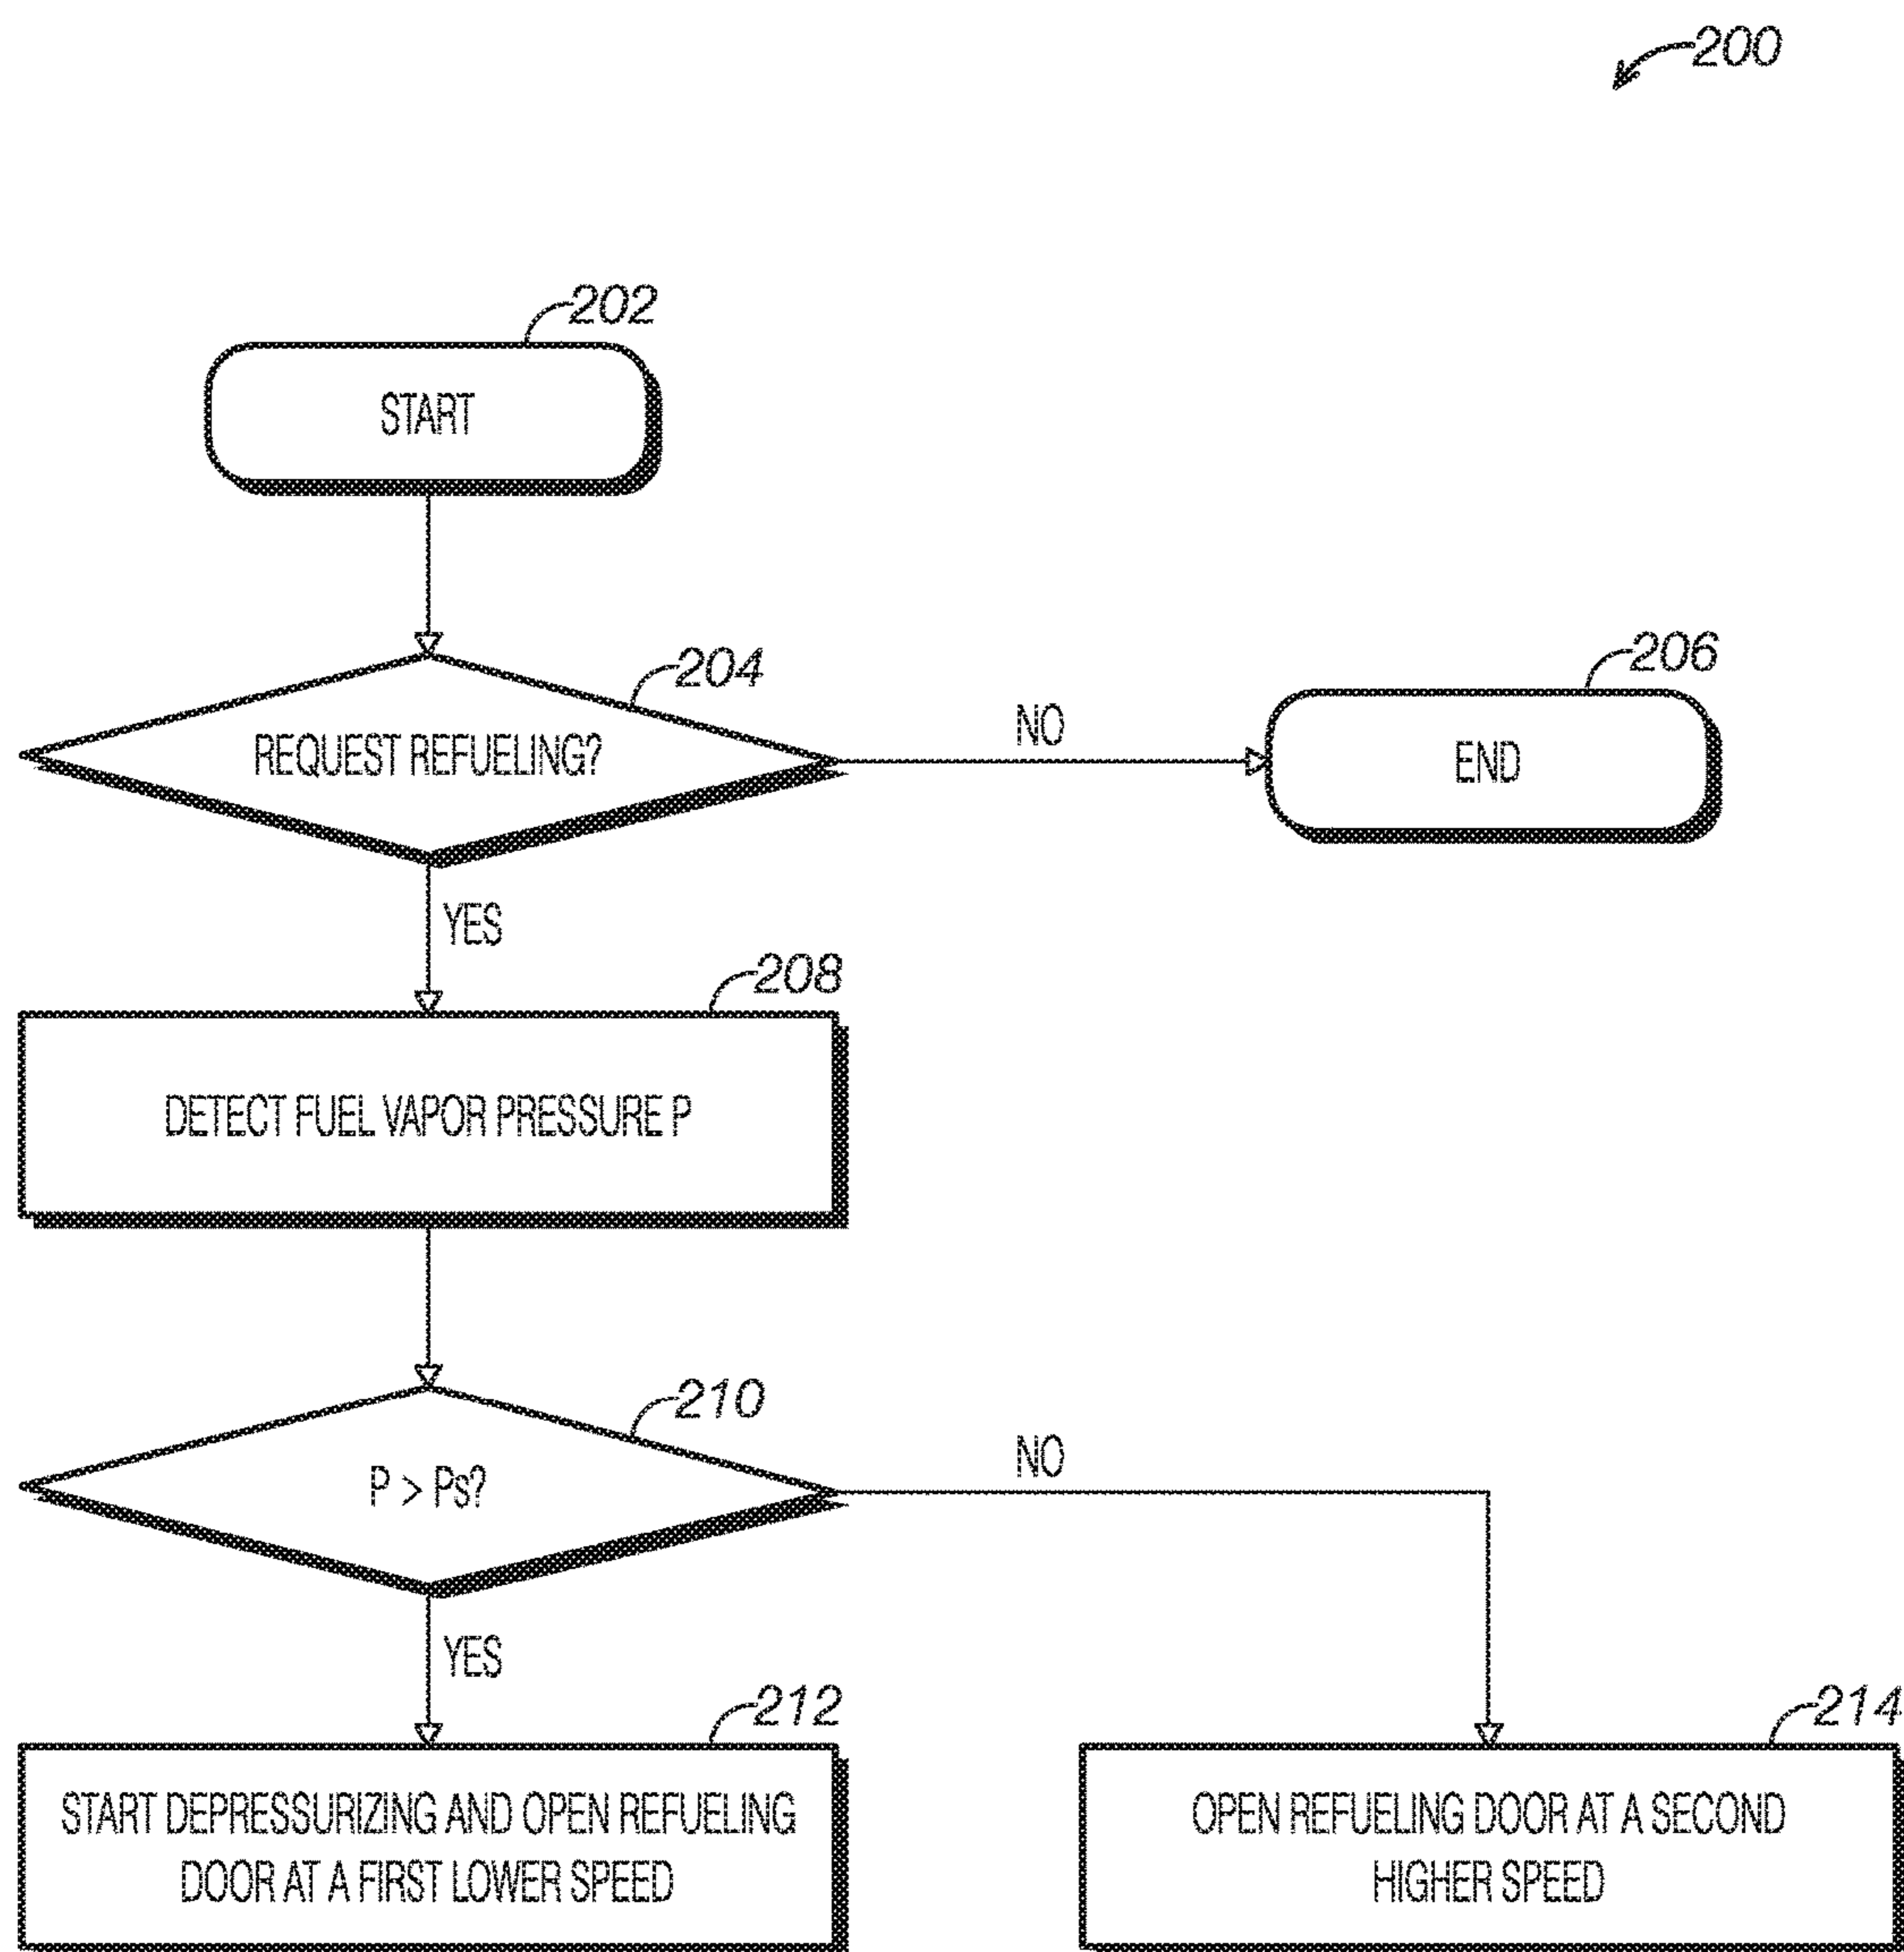 200
202
START
204
REQUEST REFUELING?
NO
206
END
YES
208
DETECT FUEL VAPOR PRESSURE P
210
P > Ps?
NO
YES
212
START DEPRESSURIZING AND OPEN REFUELING
DOOR AT A FIRST LOWER SPEED
214
OPEN REFUELING DOOR AT A SECOND
HIGHER SPEED